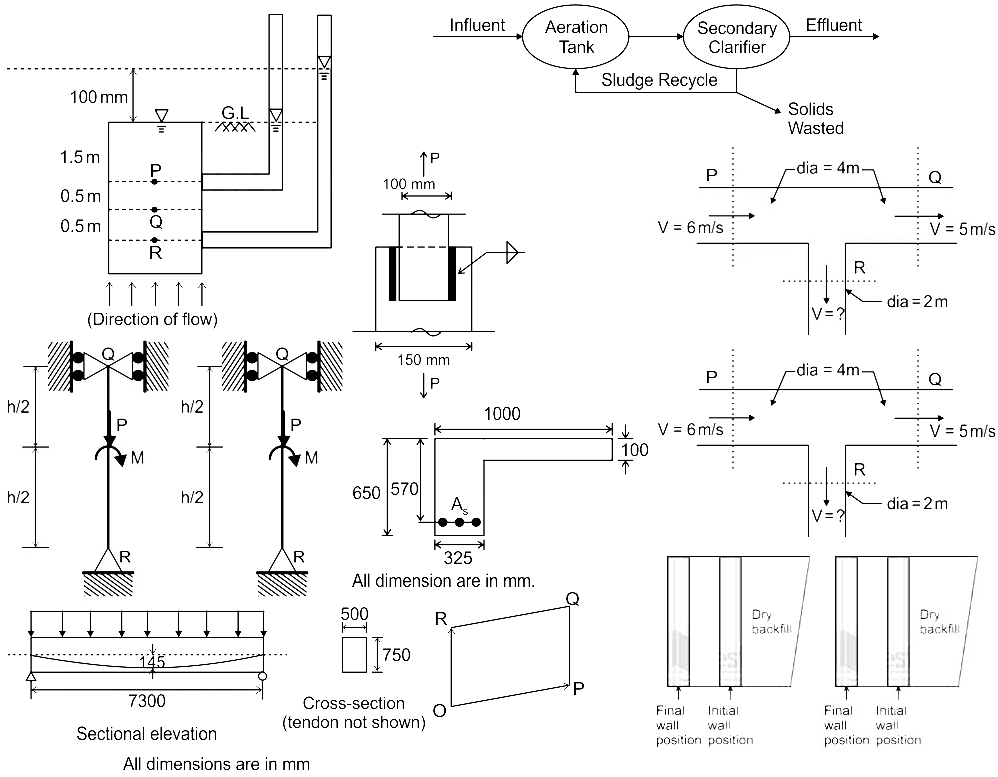 100 mm
G.L
1.5 m
P
0.5 m
Q
0.5 m
R
(Direction of flow)
Influent
Aeration
Tank
Secondary
Clarifier
Effluent
Sludge Recycle
Solids
Wasted
P
100 mm
150 mm
P
P
dia = 4m
Q
V = 6 m/s
V = 5 m/s
R
V = ?
dia = 2 m
Q
h/2
P
M
h/2
R
Q
h/2
P
M
h/2
R
1000
100
650
570
As
325
All dimension are in mm.
P
dia = 4m
Q
V = 6 m/s
V = 5 m/s
R
V = ?
dia = 2 m
145
7300
Sectional elevation
All dimensions are in mm
500
750
Cross-section
(tendon not shown)
R
Q
O
P
Dry
backfill
Final
wall
position
Initial
wall
position
Dry
backfill
Final
wall
position
Initial
wall
position